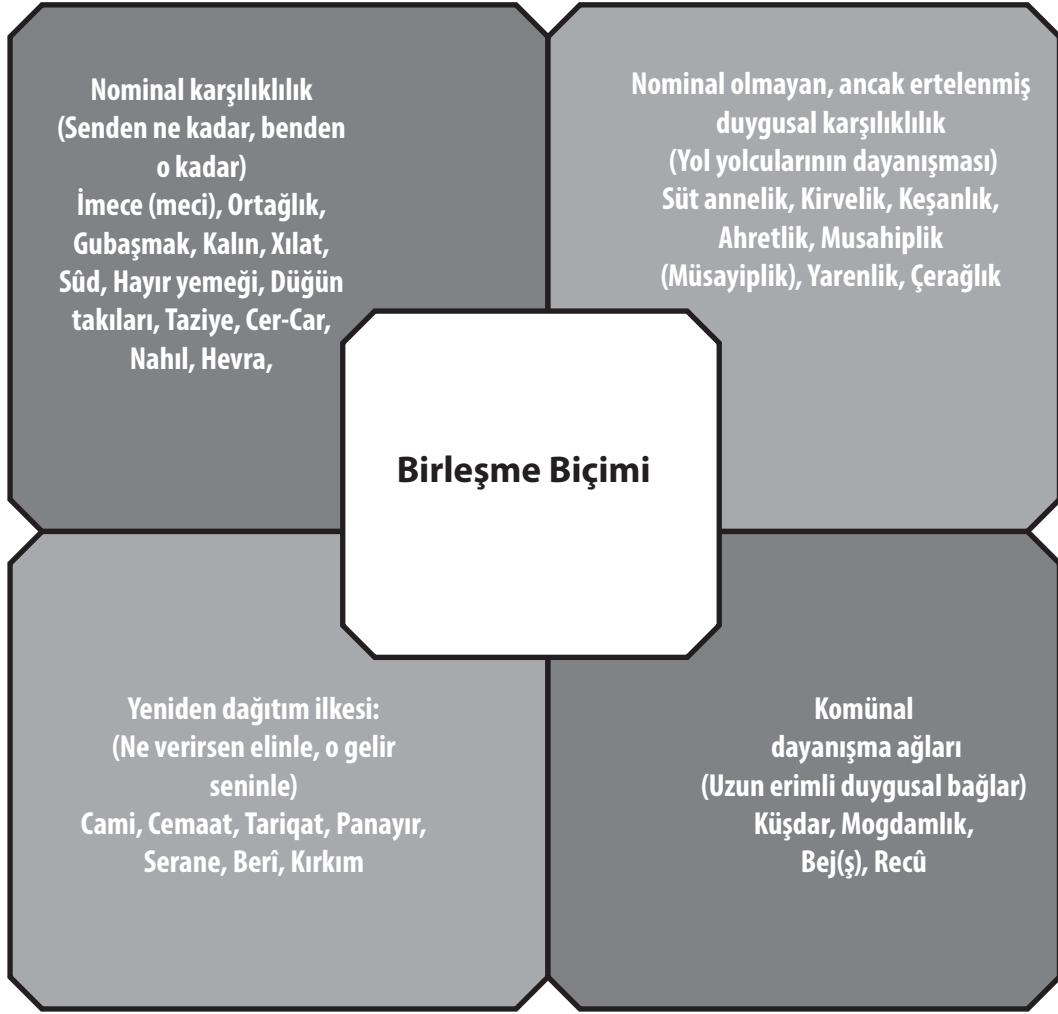 Nominal karşılıklılık
(Senden ne kadar, benden
o kadar)
İmece (meci), Ortağlık,
Gubaşmak, Kalın, Xılat,
Sûd, Hayır yemeği, Düğün
takıları, Taziye, Cer-Car,
Nahıl, Hevra,
Nominal olmayan, ancak ertelenmiş
duygusal karşılıklılık
(Yol yolcularının dayanışması)
Süt annelik, Kirvelik, Keşanlık,
Ahretlik, Musahiplik
(Müsayiplik), Yarenlik, Çerağlık
Birleşme Biçimi
Yeniden dağıtım ilkesi:
(Ne verirsen elinle, o gelir
seninle)
Cami, Cemaat, Tariqat, Panayır,
Serane, Berî, Kırkım
Komünal
dayanışma ağları
(Uzun erimli duygusal bağlar)
Küşdar, Mogdamlık,
Bej(ş), Recû